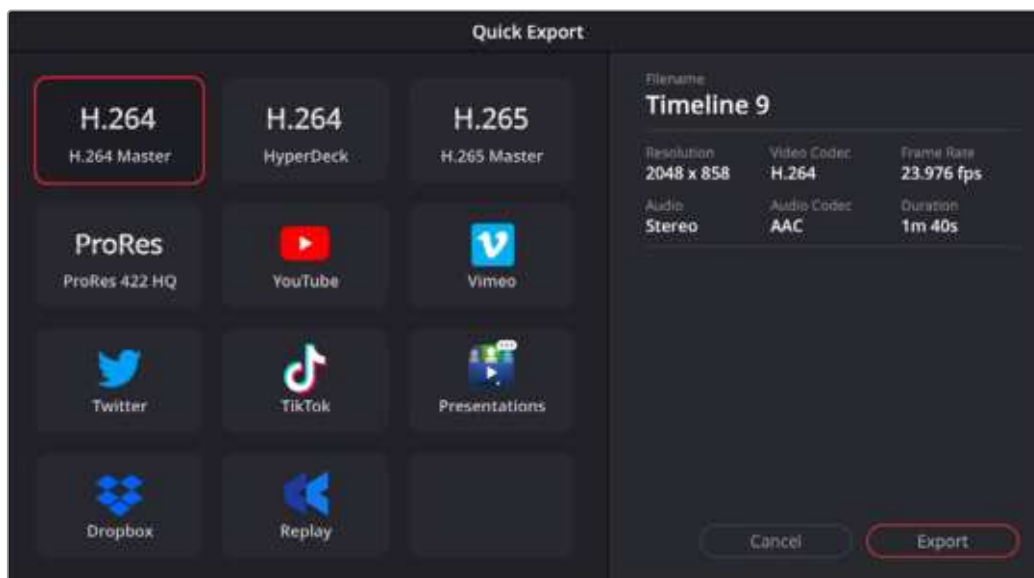 Quick Export
H.264
H.264 Master
H.264
HyperDeck
H.265
H.265 Master
ProRes
ProRes 422 HQ
YouTube
Vimeo
Twitter
TikTok
Presentations
Dropbox
Replay
Filename
Timeline 9
Resolution
2048 x 858
Video Codec
H.264
Frame Rate
23.976 fps
Audio
Stereo
Audio Codec
AAC
Duration
1m 40s
Cancel
Export